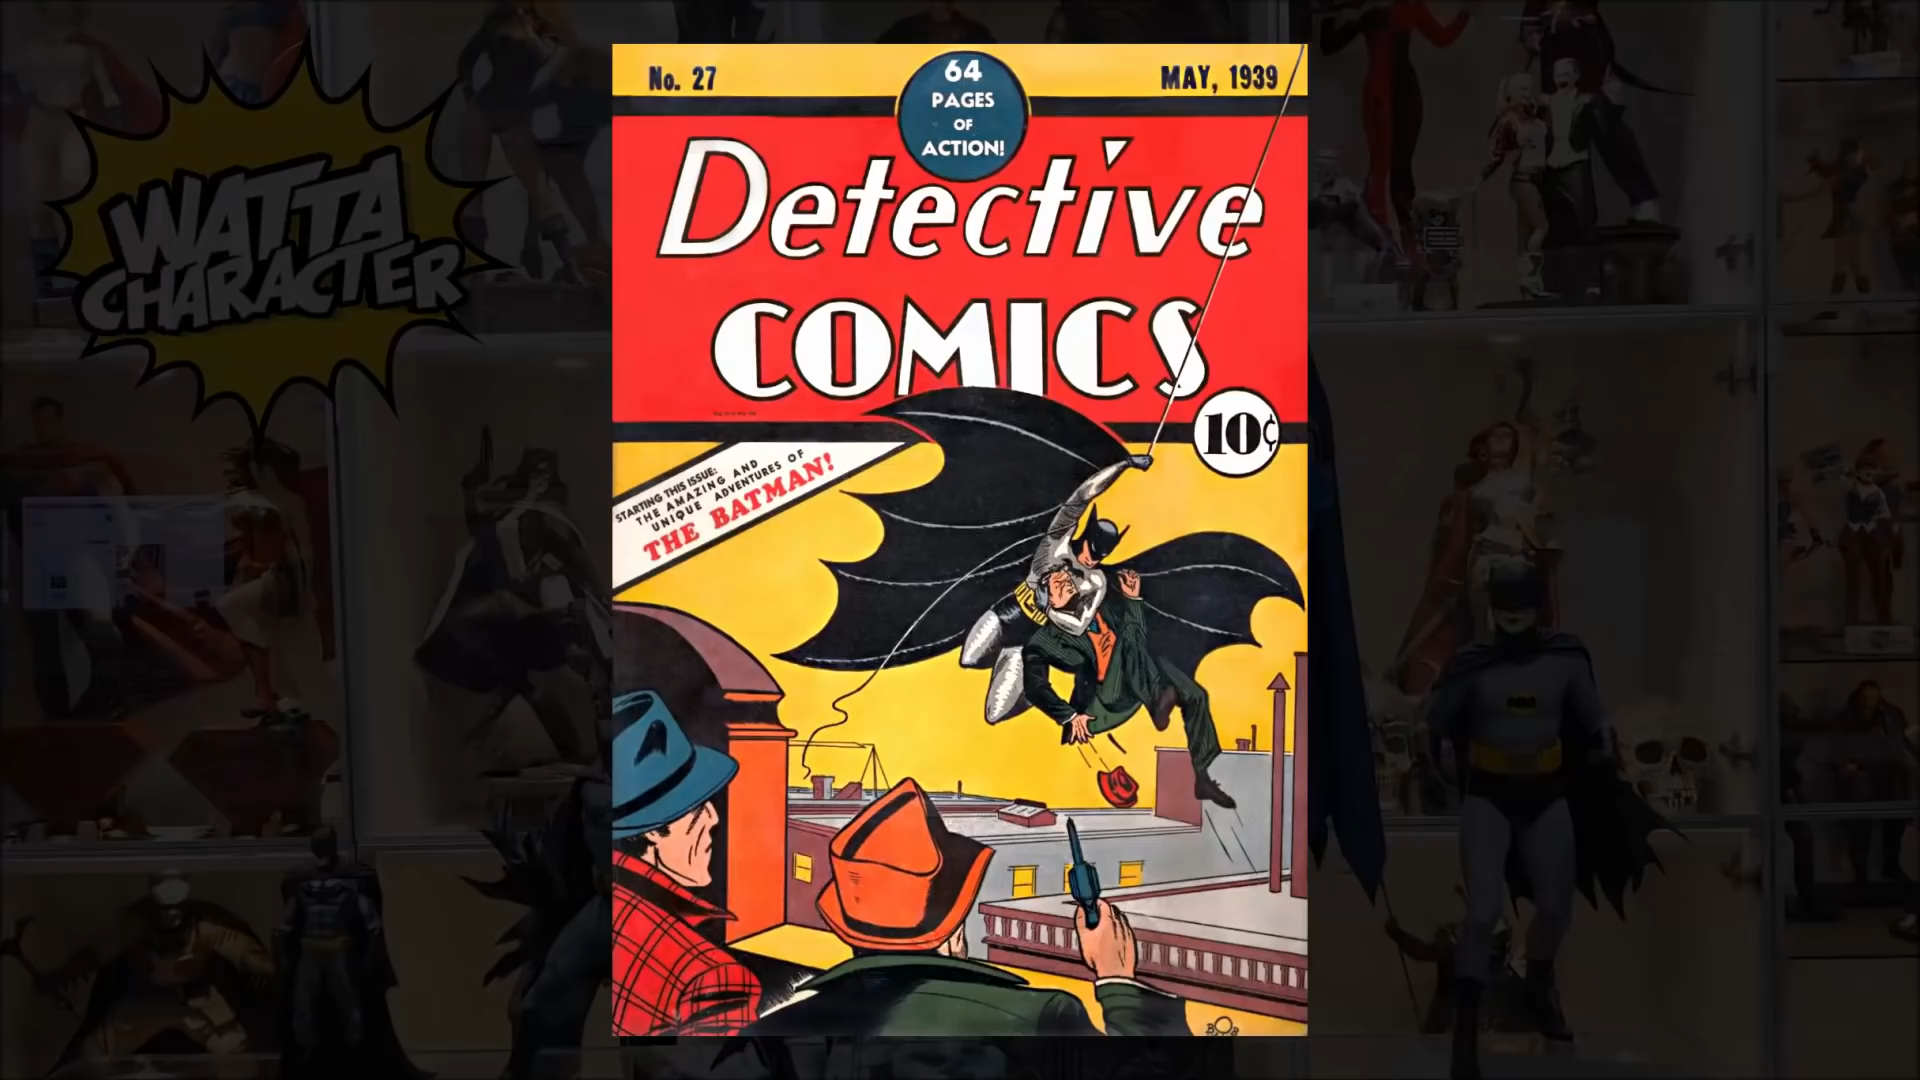 WATTA
CHARACTER
No. 27
64
PAGES
OF
ACTION!
MAY, 1939
Detective
COMICS
10¢
STARTING THIS ISSUE:
THE AMAZING AND
UNIQUE ADVENTURES OF
THE BATMAN!
BOB